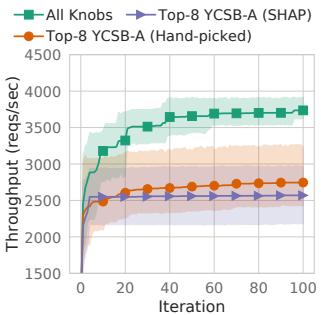 All Knobs Top-8 YCSB-A (SHAP)
Top-8 YCSB-A (Hand-picked)
4500
4000
3500
3000
2500
2000
1500
Throughput (reqs/sec)
0 20 40 60 80 100
Iteration